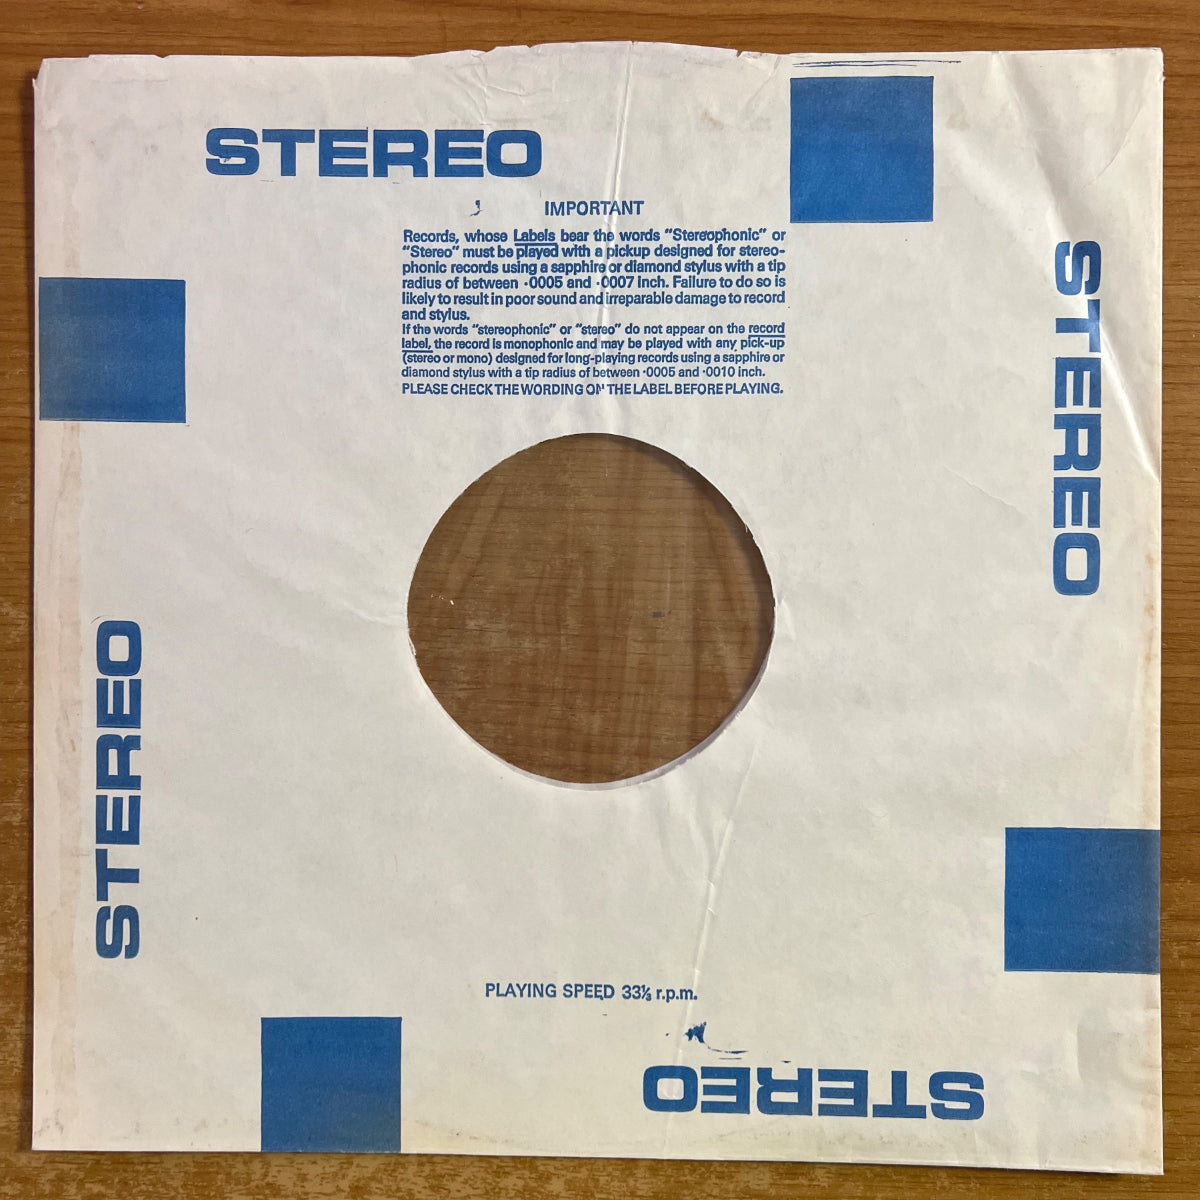 STEREO
IMPORTANT
Records, whose Labels bear the words "Stereophonic" or
"Stereo" must be played with a pickup designed for stereo-
phonic records using a sapphire or diamond stylus with a tip
radius of between ·0005 and ·0007 inch. Failure to do so is
likely to result in poor sound and irreparable damage to record
and stylus.
If the words "stereophonic" or "stereo" do not appear on the record
label, the record is monophonic and may be played with any pick-up
(stereo or mono) designed for long-playing records using a sapphire or
diamond stylus with a tip radius of between ·0005 and ·0010 inch.
PLEASE CHECK THE WORDING ON THE LABEL BEFORE PLAYING.
STEREO
STEREO
PLAYING SPEED 33⅓ r.p.m.
STEREO